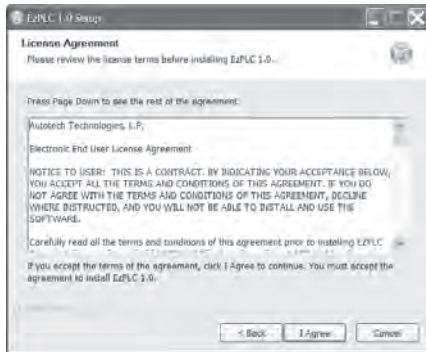 EzPLC 1.0 Setup
License Agreement
Please review the license terms before installing EzPLC 1.0.
Press Page Down to see the rest of the agreement.
Autotech Technologies, L.P.
Electronic End User License Agreement
NOTICE TO USER: THIS IS A CONTRACT. BY INDICATING YOUR ACCEPTANCE BELOW,
YOU ACCEPT ALL THE TERMS AND CONDITIONS OF THIS AGREEMENT. IF YOU DO
NOT AGREE WITH THE TERMS AND CONDITIONS OF THIS AGREEMENT, DECLINE
WHERE INSTRUCTED, AND YOU WILL NOT BE ABLE TO INSTALL AND USE THE
SOFTWARE.
Carefully read all the terms and conditions of this agreement prior to installing EZPLC
If you accept the terms of the agreement, click I Agree to continue. You must accept the
agreement to install EzPLC 1.0.
< Back
I Agree
Cancel